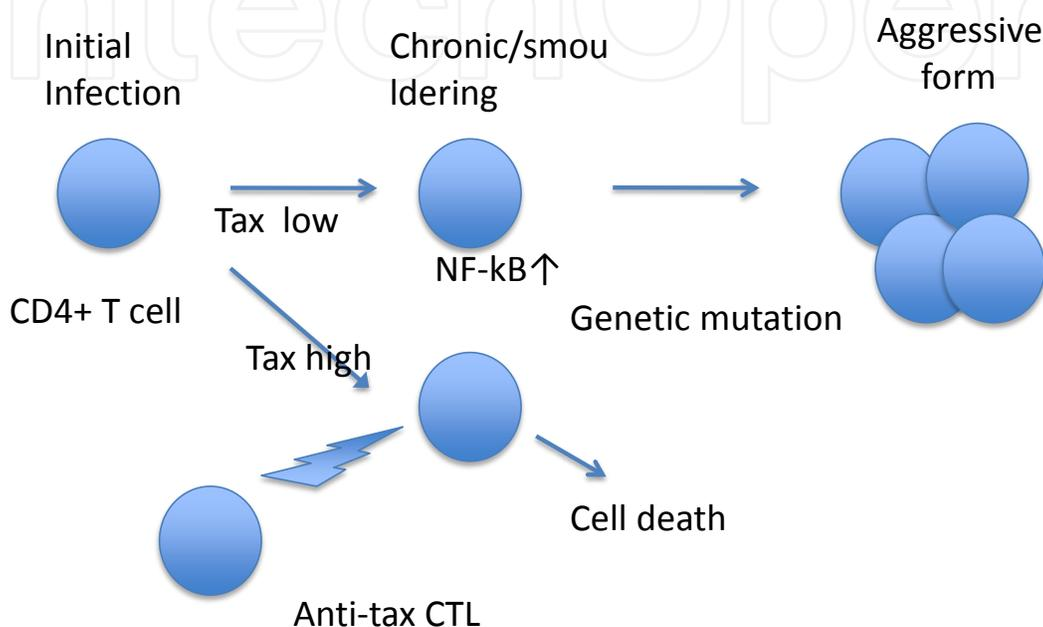 IntechOpen
Initial
Infection
Chronic/smou
ldering
Aggressive
form
Tax  low
NF-kB↑
CD4+ T cell
Genetic mutation
Tax high
Cell death
Anti-tax CTL